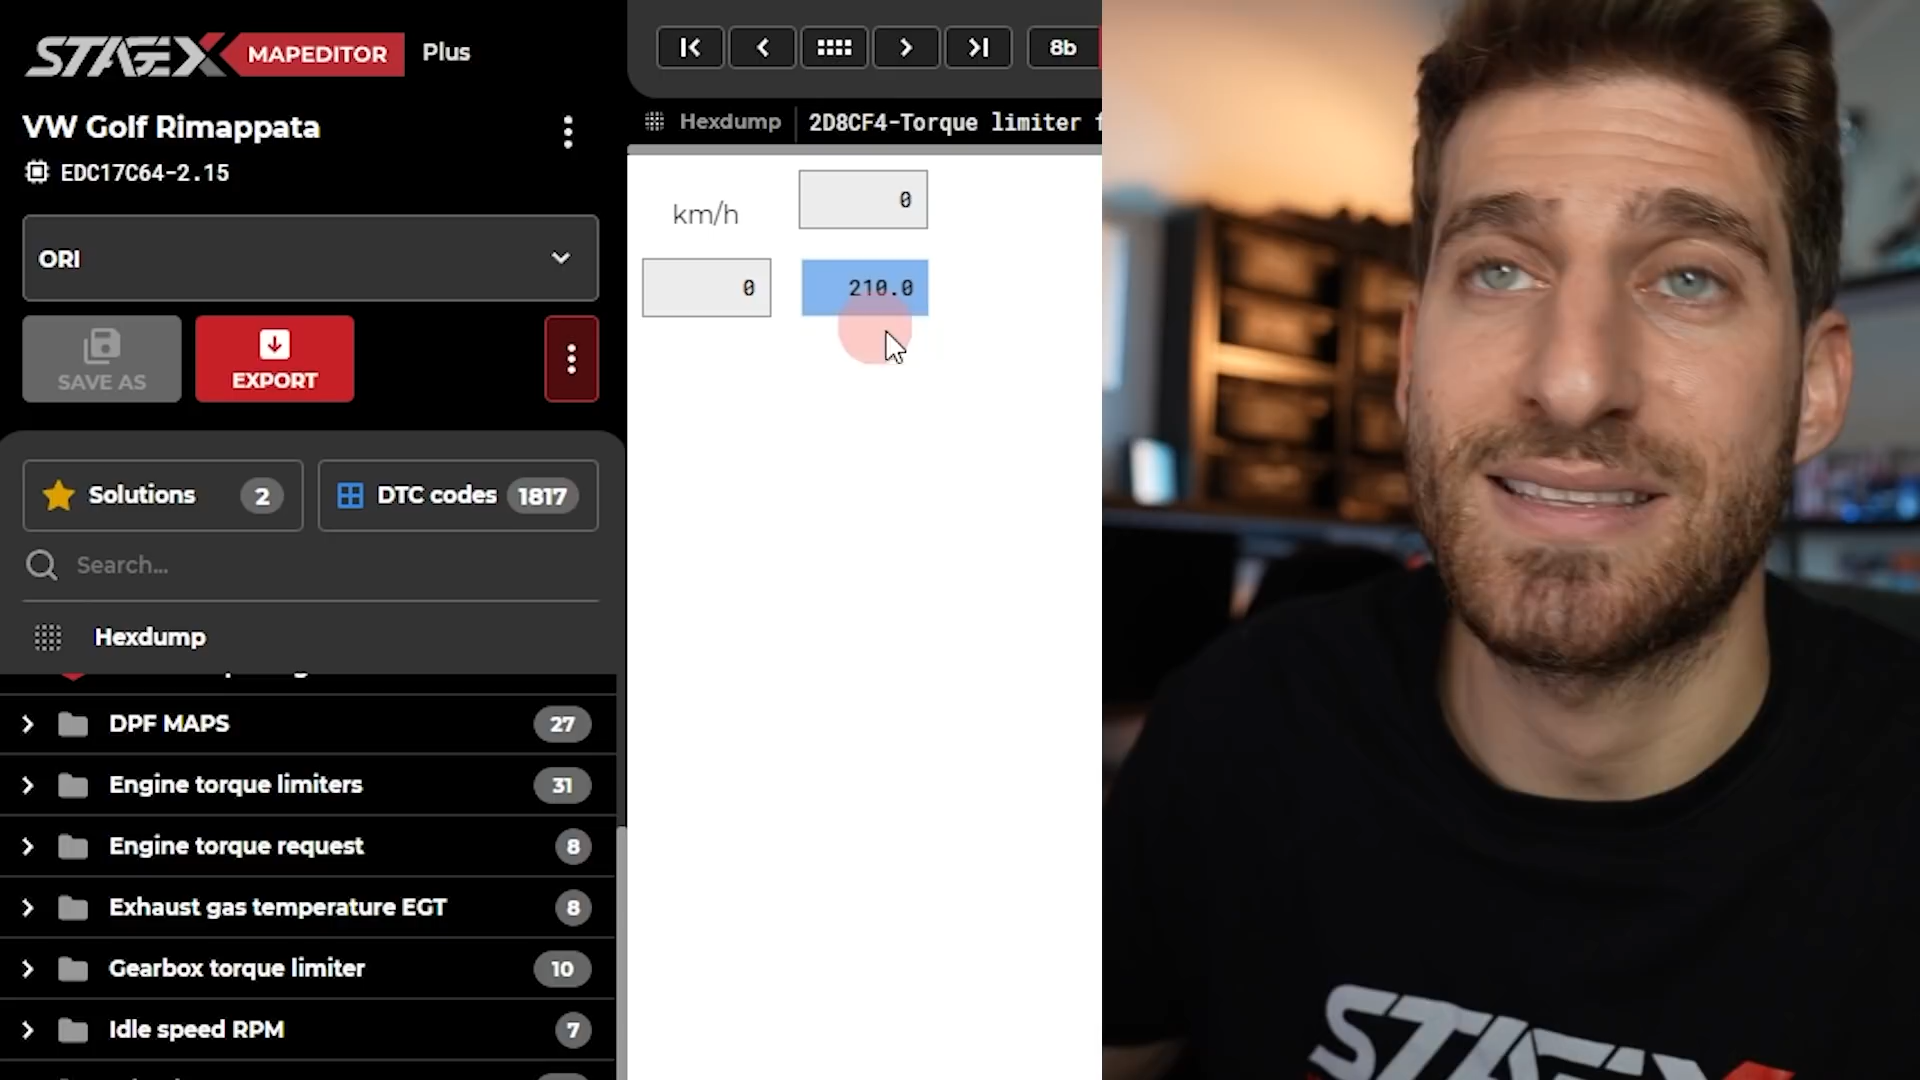 STAGEX MAPEDITOR Plus
VW Golf Rimappata
EDC17C64-2.15
ORI
SAVE AS
EXPORT
Solutions 2
DTC codes 1817
Search...
Hexdump
DPF MAPS 27
Engine torque limiters 31
Engine torque request 8
Exhaust gas temperature EGT 8
Gearbox torque limiter 10
Idle speed RPM 7
8b
Hexdump 2D8CF4-Torque limiter f
km/h 0
0 210.0
STAGEX